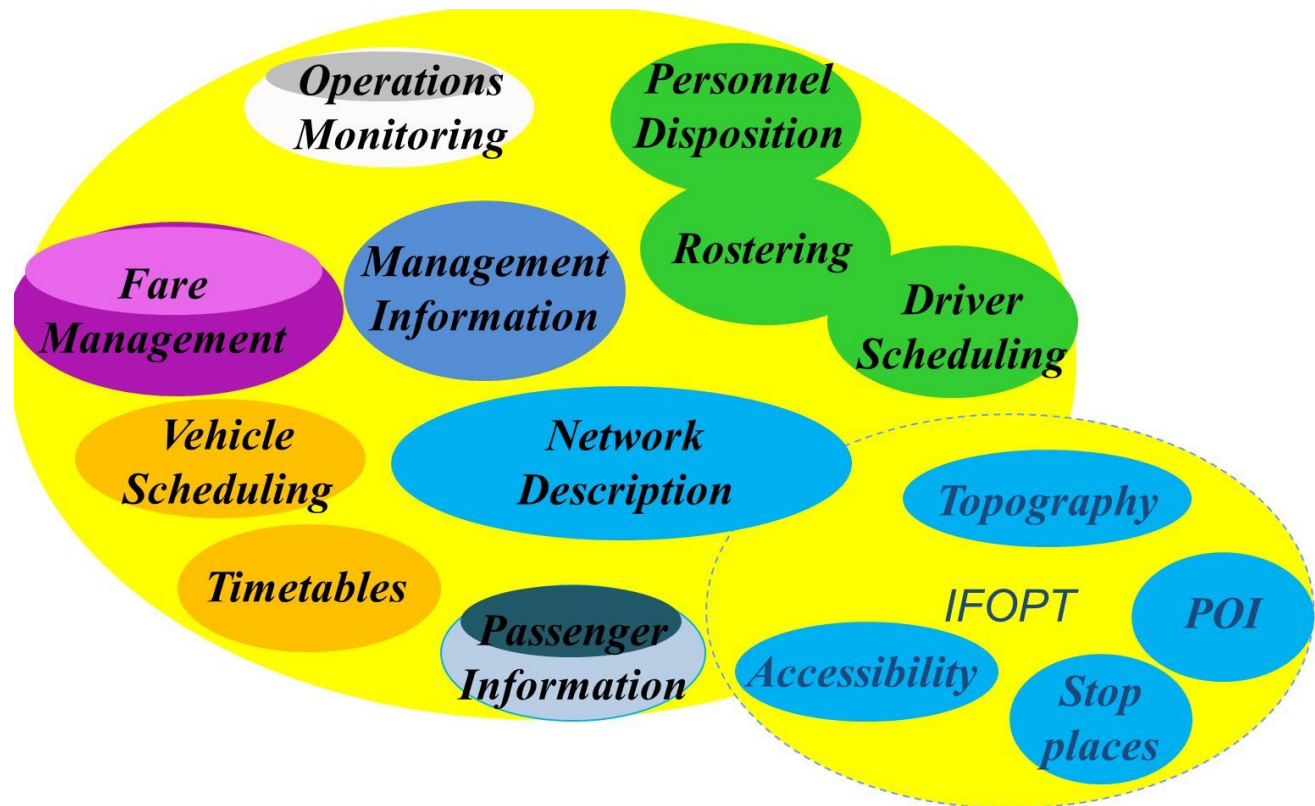 Operations
Monitoring
Personnel
Disposition
Rostering
Management
Information
Fare
Management
Driver
Scheduling
Vehicle
Scheduling
Network
Description
Topography
Timetables
IFOPT
POI
Passenger
Information
Accessibility
Stop
places